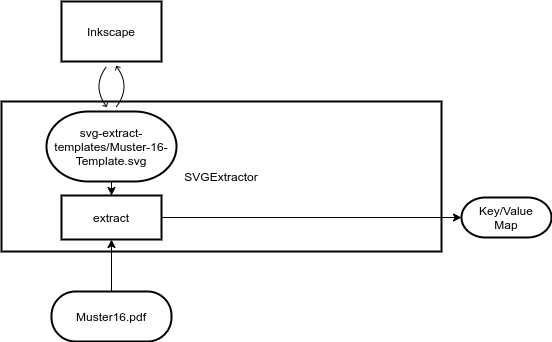 Inkscape
svg-extract-
templates/Muster-16-
Template.svg
SVGExtractor
extract
Key/Value
Map
Muster16.pdf